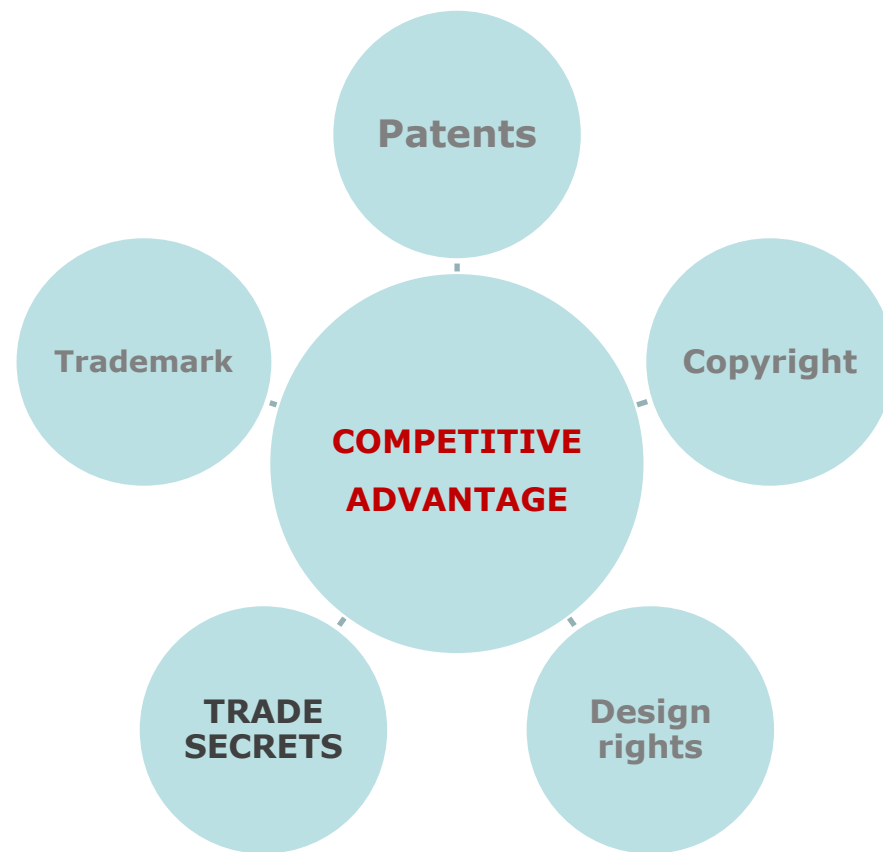 Patents
Trademark
Copyright
COMPETITIVE
ADVANTAGE
TRADE
SECRETS
Design
rights